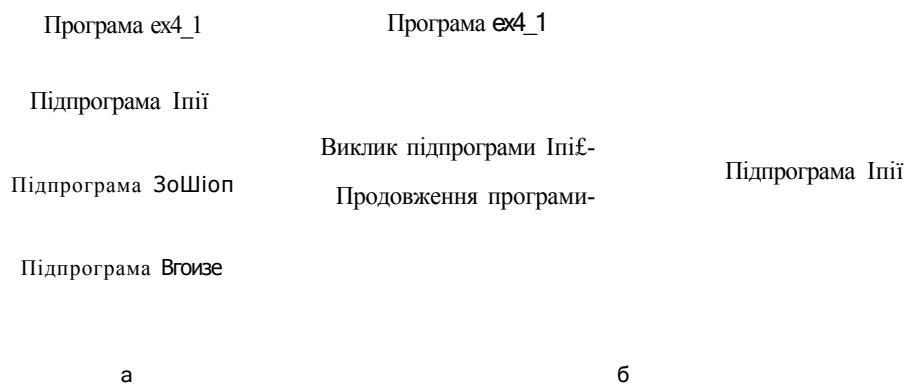 Програма ex4_1
Програма ex4_1
Підпрограма Іпії
Виклик підпрограми Іпі£-
Підпрограма Іпії
Підпрограма ЗоШіоп
Продовження програми-
Підпрограма Вгоизе
а
б